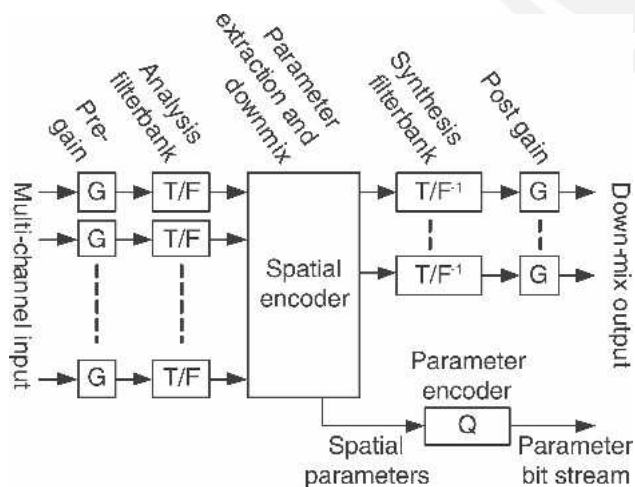 Pre-
gain
Analysis
filterbank
Parameter
extraction and
downmix
Synthesis
filterbank
Post gain
Multi-channel input
G
T/F
T/F⁻¹
G
G
T/F
Spatial
encoder
T/F⁻¹
G
G
T/F
Down-mix output
Parameter
encoder
Q
Spatial
parameters
Parameter
bit stream